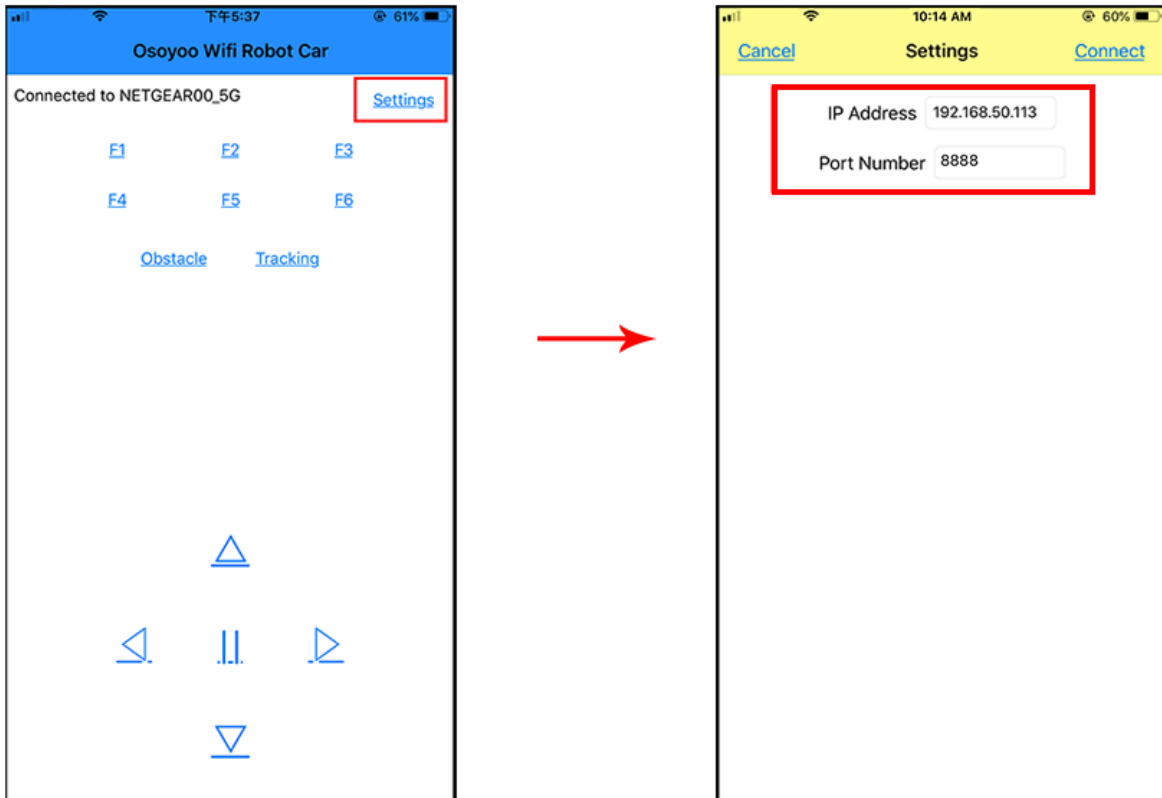 下午5:37
61%
Osoyoo Wifi Robot Car
Connected to NETGEAR00_5G
Settings
F1 F2 F3
F4 F5 F6
Obstacle Tracking
10:14 AM
60%
Cancel Settings Connect
IP Address 192.168.50.113
Port Number 8888